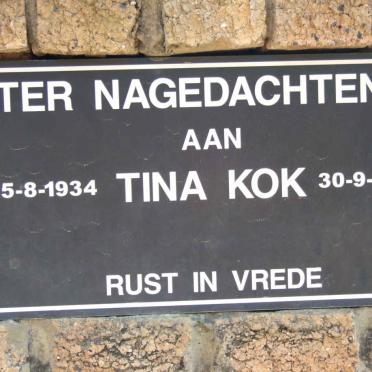 TER NAGEDACHTEN
AAN
5-8-1934 TINA KOK 30-9-
RUST IN VREDE